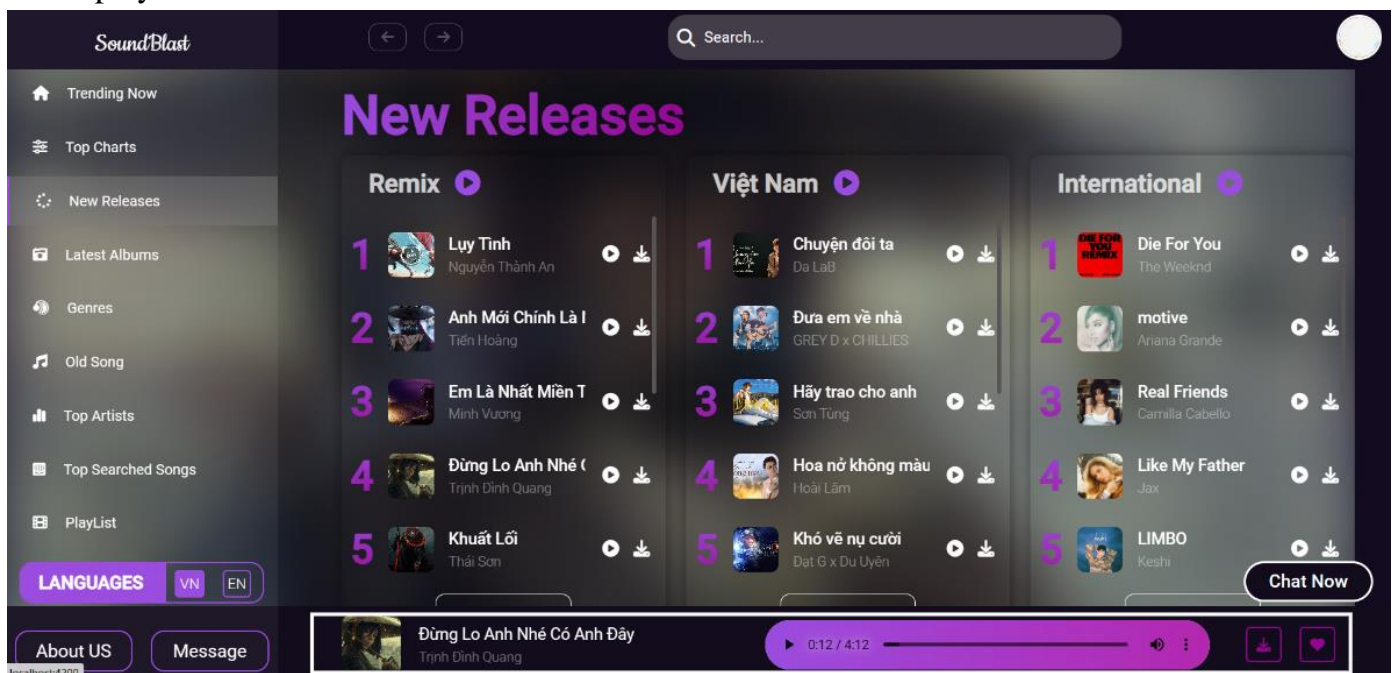 SoundBlast
Search...
Trending Now
Top Charts
New Releases
Latest Albums
Genres
Old Song
Top Artists
Top Searched Songs
PlayList
LANGUAGES VN EN
About US Message
localhost:4200
New Releases
Remix
1 Lụy Tình
Nguyễn Thành An
2 Anh Mới Chính Là
Tiến Hoàng
3 Em Là Nhất Miền T
Minh Vương
4 Đừng Lo Anh Nhé (
Trịnh Đình Quang
5 Khuất Lối
Thái Sơn
Việt Nam
1 Chuyện đôi ta
Da LaB
2 Đưa em về nhà
GREY D x CHILLIES
3 Hãy trao cho anh
Sơn Tùng
4 Hoa nở không màu
Hoài Lâm
5 Khó vẽ nụ cười
Đạt G x Du Uyên
International
1 DIE FOR YOU REMIX Die For You
The Weeknd
2 motive
Ariana Grande
3 Real Friends
Camilla Cabello
4 Like My Father
Jax
5 LIMBO
Keshi
Chat Now
Đừng Lo Anh Nhé Có Anh Đây
Trịnh Đình Quang
0:12 / 4:12